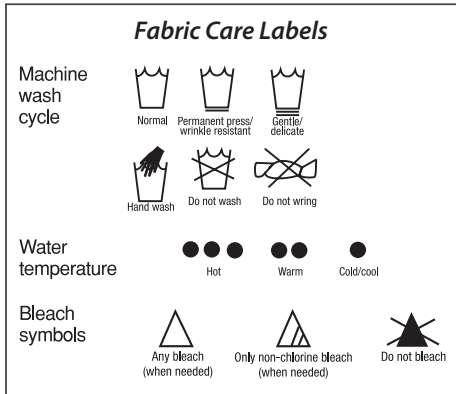 Fabric Care Labels
Machine
wash
cycle
Normal
Permanent press/
wrinkle resistant
Gentle/
delicate
Hand wash
Do not wash
Do not wring
Water
temperature
Hot
Warm
Cold/cool
Bleach
symbols
Any bleach
(when needed)
Only non-chlorine bleach
(when needed)
Do not bleach